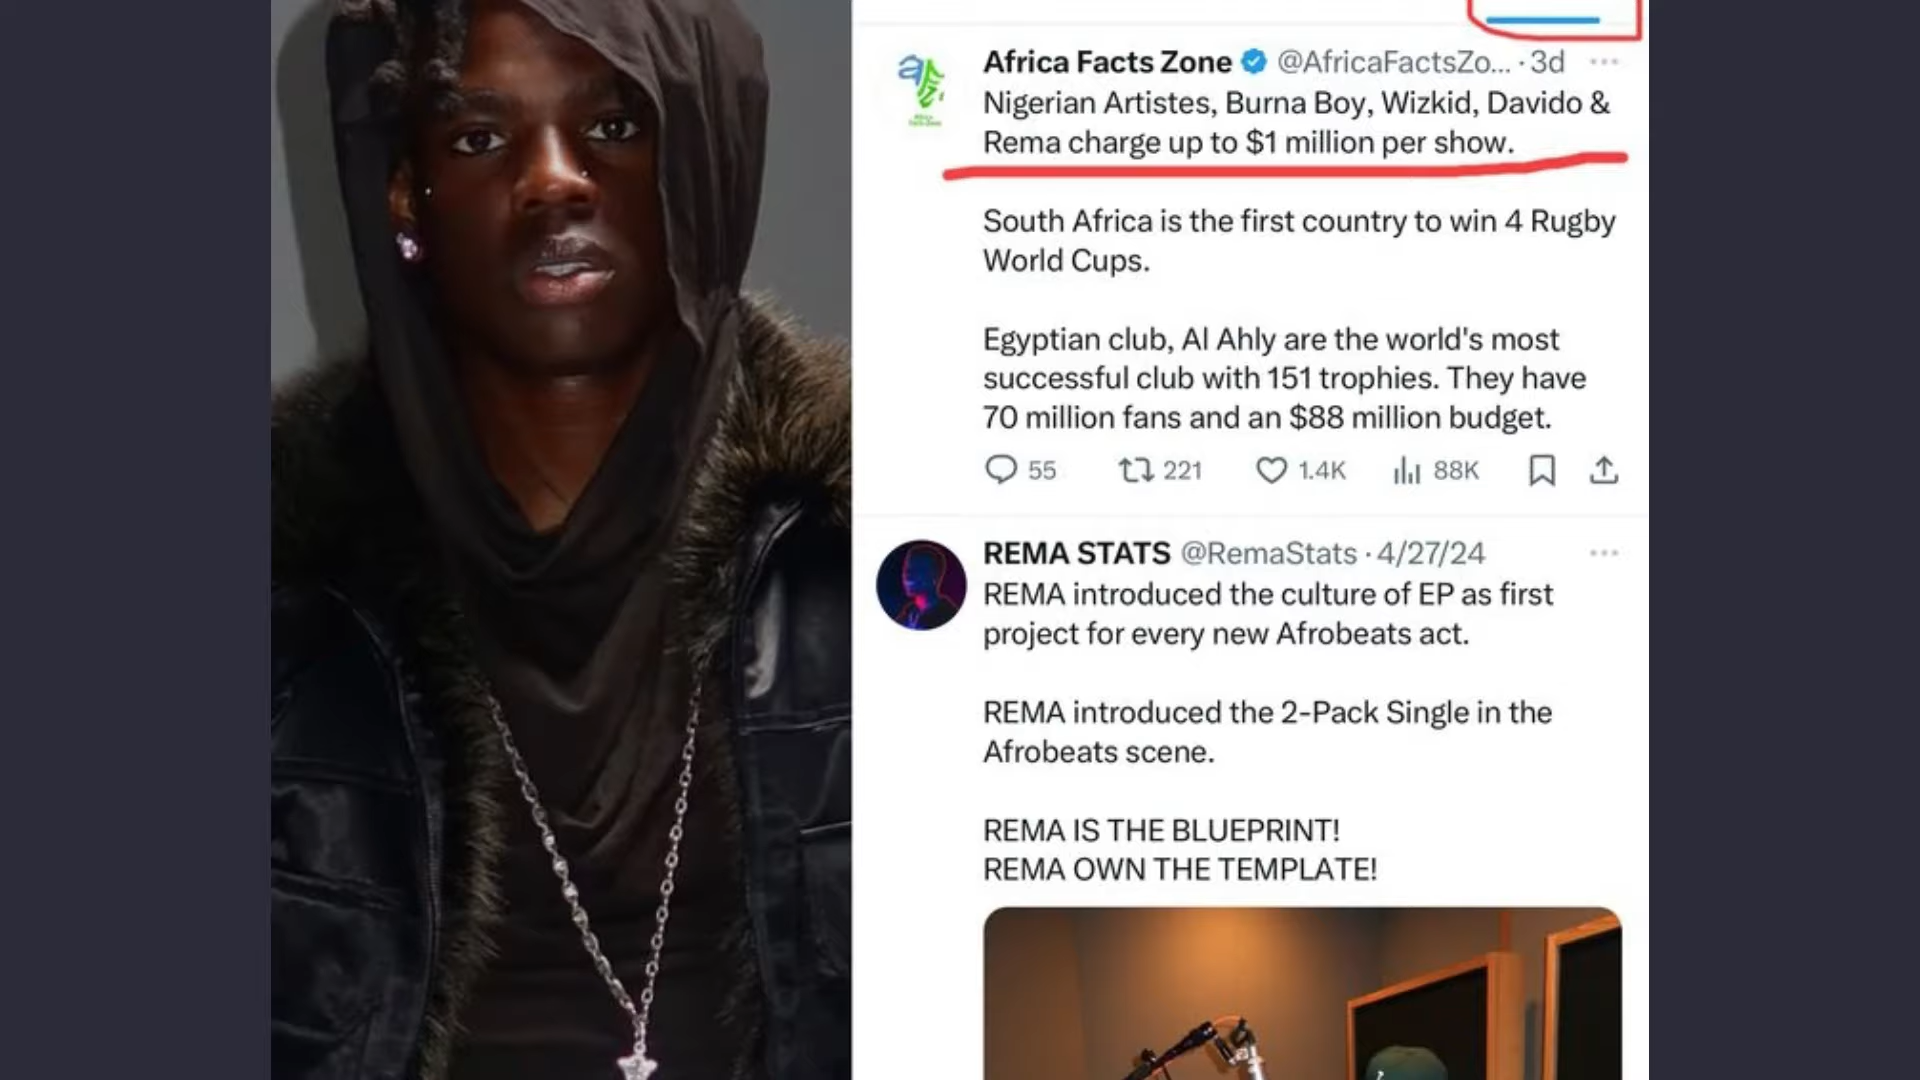 Africa Facts Zone @AfricaFactsZo... · 3d
Nigerian Artistes, Burna Boy, Wizkid, Davido &
Rema charge up to $1 million per show.
South Africa is the first country to win 4 Rugby
World Cups.
Egyptian club, Al Ahly are the world's most
successful club with 151 trophies. They have
70 million fans and an $88 million budget.
55 221 1.4K 88K
REMA STATS @RemaStats · 4/27/24
REMA introduced the culture of EP as first
project for every new Afrobeats act.
REMA introduced the 2-Pack Single in the
Afrobeats scene.
REMA IS THE BLUEPRINT!
REMA OWN THE TEMPLATE!